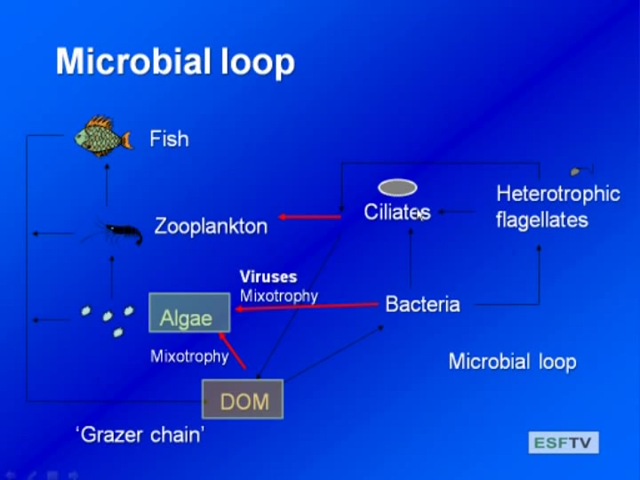 Microbial loop
Fish
Heterotrophic
flagellates
Ciliates
Zooplankton
Viruses
Mixotrophy
Bacteria
Algae
Mixotrophy
Microbial loop
DOM
'Grazer chain'
ESFTV